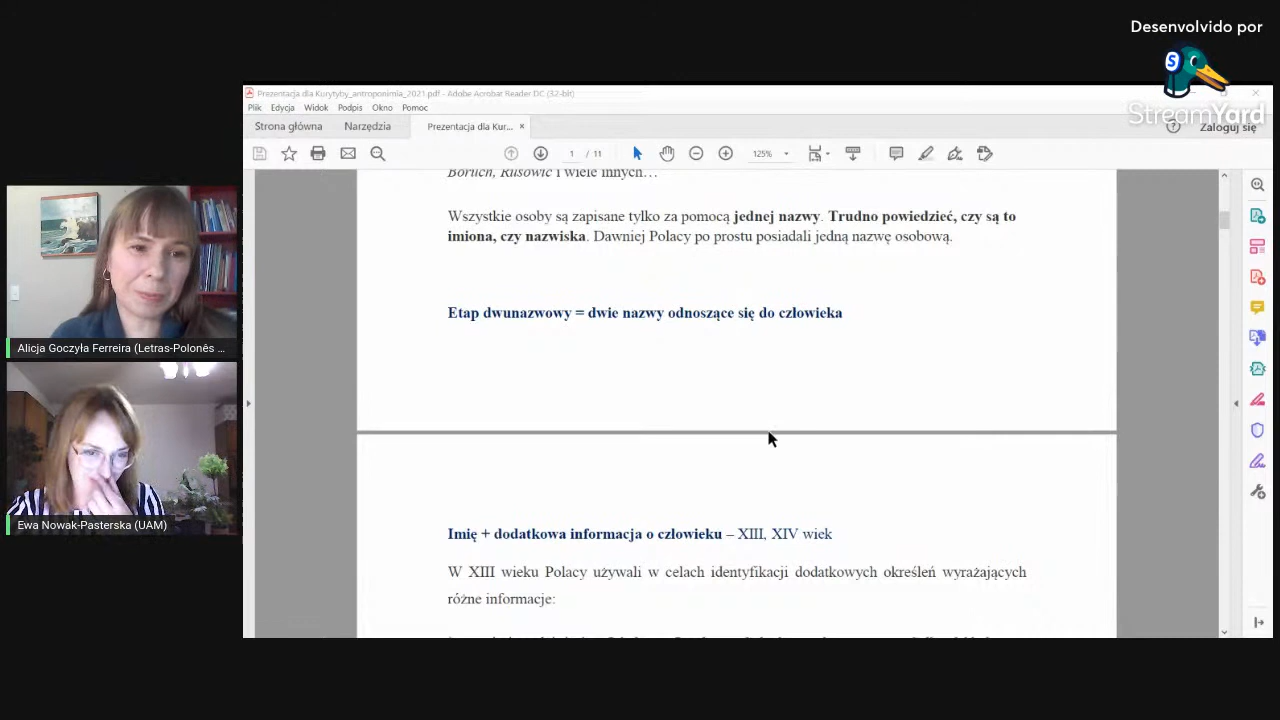 Desenvolvido por
StreamYard
Prezentacja dla Kurytyby_antroponimia_2021.pdf - Adobe Acrobat Reader DC (32-bit)
Plik Edycja Widok Podpis Okno Pomoc
Strona główna Narzędzia Prezentacja dla Kur... × Zaloguj się
1 / 11 125%
Boruch, Rusowic i wiele innych…
Wszystkie osoby są zapisane tylko za pomocą jednej nazwy. Trudno powiedzieć, czy są to
imiona, czy nazwiska. Dawniej Polacy po prostu posiadali jedną nazwę osobową.
Etap dwunazwowy = dwie nazwy odnoszące się do człowieka
Alicja Goczyła Ferreira (Letras-Polonês ...
Ewa Nowak-Pasterska (UAM)
Imię + dodatkowa informacja o człowieku – XIII, XIV wiek
W XIII wieku Polacy używali w celach identyfikacji dodatkowych określeń wyrażających
różne informacje: